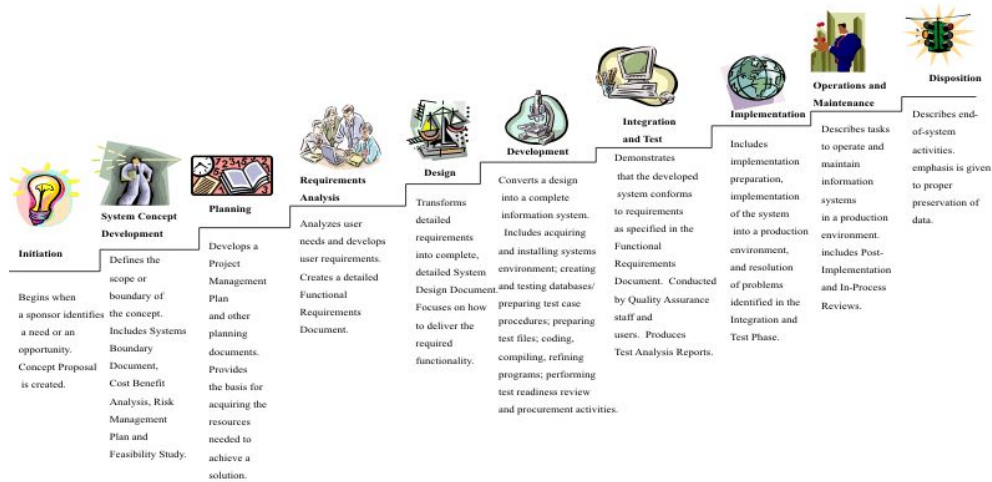 Initiation
Begins when
a sponsor identifies
a need or an
opportunity.
Concept Proposal
is created.
System Concept
Development
Defines the
scope or
boundary of
the concept.
Includes Systems
Boundary
Document,
Cost Benefit
Analysis, Risk
Management
Plan and
Feasibility Study.
Planning
Develops a
Project
Management
Plan
and other
planning
documents.
Provides
the basis for
acquiring the
resources
needed to
achieve a
solution.
Requirements
Analysis
Analyzes user
needs and develops
user requirements.
Creates a detailed
Functional
Requirements
Document.
Design
Transforms
detailed
requirements
into complete,
detailed System
Design Document.
Focuses on how
to deliver the
required
functionality.
Development
Converts a design
into a complete
information system.
Includes acquiring
and installing systems
environment; creating
and testing databases/
preparing test case
procedures; preparing
test files; coding,
compiling, refining
programs; performing
test readiness review
and procurement activities.
Integration
and Test
Demonstrates
that the developed
system conforms
to requirements
as specified in the
Functional
Requirements
Document. Conducted
by Quality Assurance
staff and
users. Produces
Test Analysis Reports.
Implementation
Includes
implementation
preparation,
implementation
of the system
into a production
environment,
and resolution
of problems
identified in the
Integration and
Test Phase.
Operations and
Maintenance
Describes tasks
to operate and
maintain
information
systems
in a production
environment.
includes Post-
Implementation
and In-Process
Reviews.
Disposition
Describes end-
of-system
activities.
emphasis is given
to proper
preservation of
data.